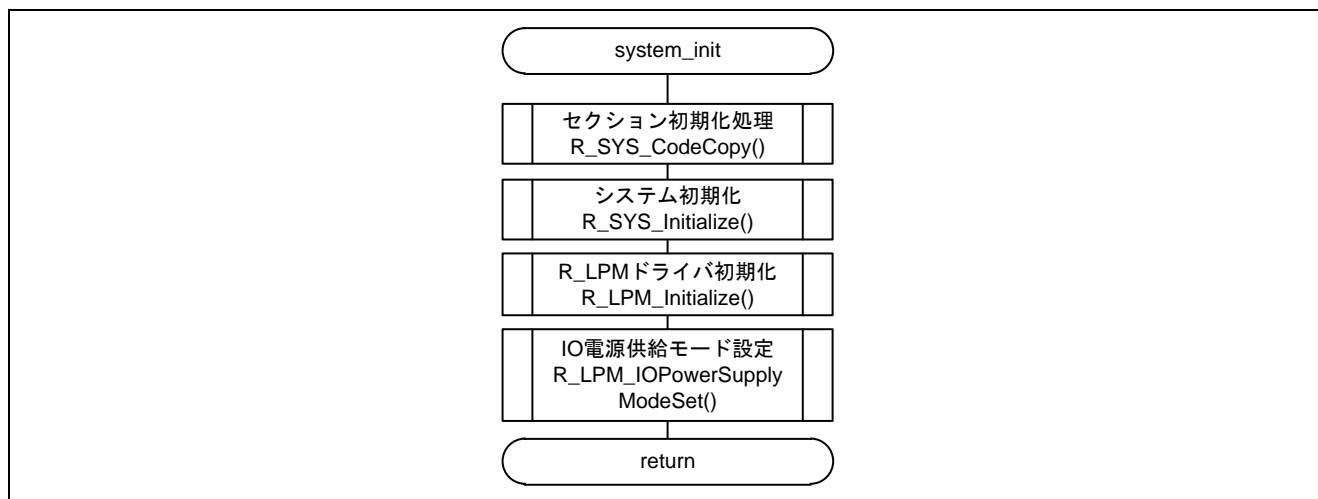 system_init
セクション初期化処理
R_SYS_CodeCopy()
システム初期化
R_SYS_Initialize()
R_LPMドライバ初期化
R_LPM_Initialize()
IO電源供給モード設定
R_LPM_IOPowerSupply
ModeSet()
return